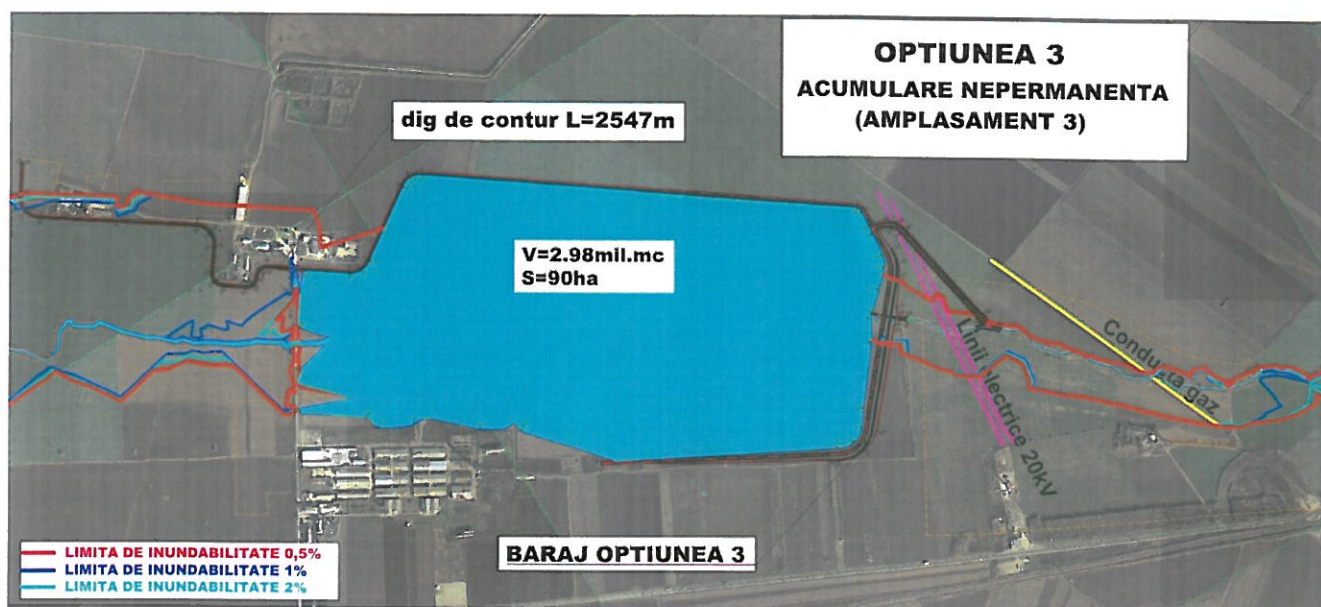 OPTIUNEA 3
ACUMULARE NEPERMANENTA
(AMPLASAMENT 3)
dig de contur L=2547m
V=2.98mil.mc
S=90ha
Linii electrice 20kV
Conducta gaz
LIMITA DE INUNDABILITATE 0,5%
LIMITA DE INUNDABILITATE 1%
LIMITA DE INUNDABILITATE 2%
BARAJ OPTIUNEA 3